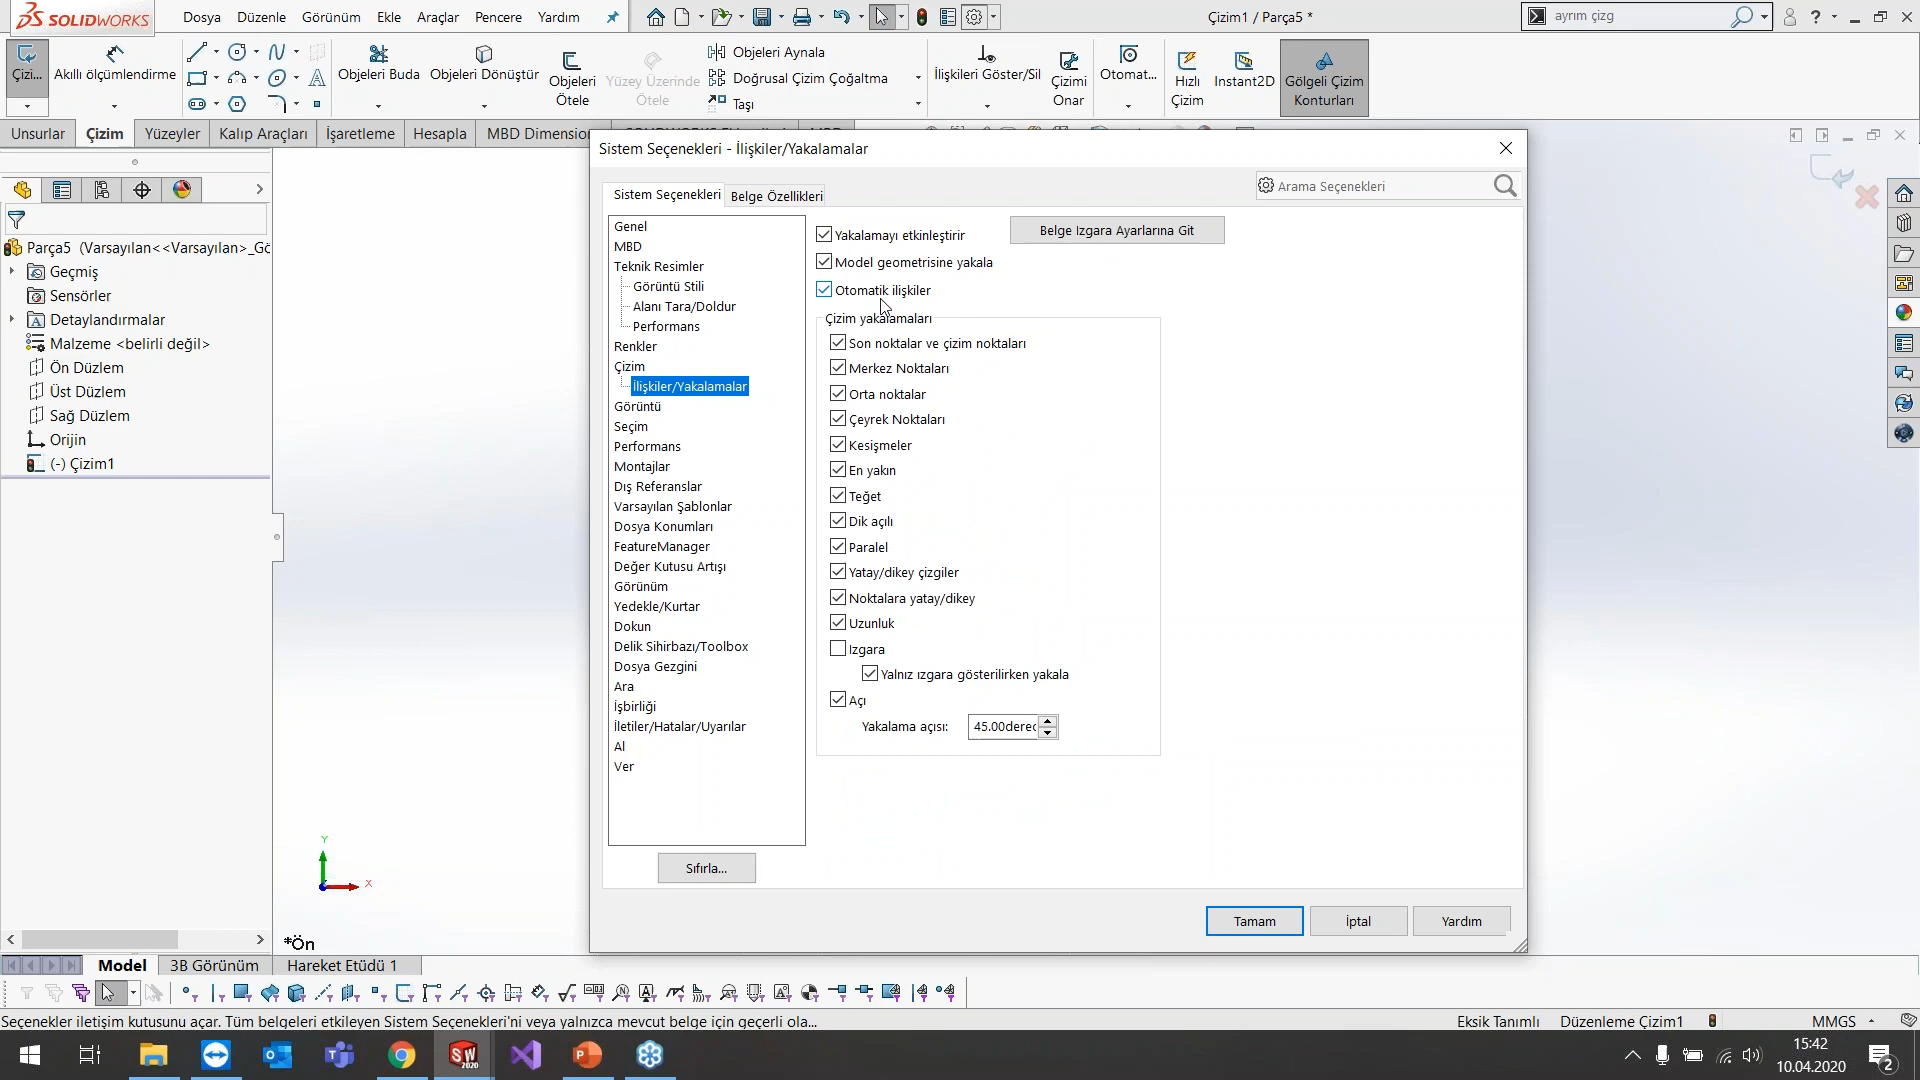 SOLIDWORKS
Dosya Düzenle Görünüm Ekle Araçlar Pencere Yardım
Çizim1 / Parça5 *
ayrım çizg
Çizi...
Akıllı ölçümlendirme
Objeleri Buda
Objeleri Dönüştür
Objeleri Ötele
Yüzey Üzerinde Ötele
Objeleri Aynala
Doğrusal Çizim Çoğaltma
Taşı
İlişkileri Göster/Sil
Çizimi Onar
Otomat...
Hızlı Çizim
Instant2D
Gölgeli Çizim Konturları
Unsurlar Çizim Yüzeyler Kalıp Araçları İşaretleme Hesapla MBD Dimension
Parça5 (Varsayılan<<Varsayılan>_Gö
Geçmiş
Sensörler
Detaylandırmalar
Malzeme <belirli değil>
Ön Düzlem
Üst Düzlem
Sağ Düzlem
Orijin
(-) Çizim1
Sistem Seçenekleri - İlişkiler/Yakalamalar
Sistem Seçenekleri Belge Özellikleri
Arama Seçenekleri
Genel
MBD
Teknik Resimler
Görüntü Stili
Alanı Tara/Doldur
Performans
Renkler
Çizim
İlişkiler/Yakalamalar
Görüntü
Seçim
Performans
Montajlar
Dış Referanslar
Varsayılan Şablonlar
Dosya Konumları
FeatureManager
Değer Kutusu Artışı
Görünüm
Yedekle/Kurtar
Dokun
Delik Sihirbazı/Toolbox
Dosya Gezgini
Ara
İşbirliği
İletiler/Hatalar/Uyarılar
Al
Ver
Sıfırla...
Yakalamayı etkinleştirir
Belge Izgara Ayarlarına Git
Model geometrisine yakala
Otomatik ilişkiler
Çizim yakalamaları
Son noktalar ve çizim noktaları
Merkez Noktaları
Orta noktalar
Çeyrek Noktaları
Kesişmeler
En yakın
Teğet
Dik açılı
Paralel
Yatay/dikey çizgiler
Noktalara yatay/dikey
Uzunluk
Izgara
Yalnız ızgara gösterilirken yakala
Açı
Yakalama açısı: 45.00derec
Tamam İptal Yardım
Y
X
*Ön
Model 3B Görünüm Hareket Etüdü 1
Seçenekler iletişim kutusunu açar. Tüm belgeleri etkileyen Sistem Seçenekleri'ni veya yalnızca mevcut belge için geçerli ola...
Eksik Tanımlı Düzenleme Çizim1 MMGS
15:42
10.04.2020
2